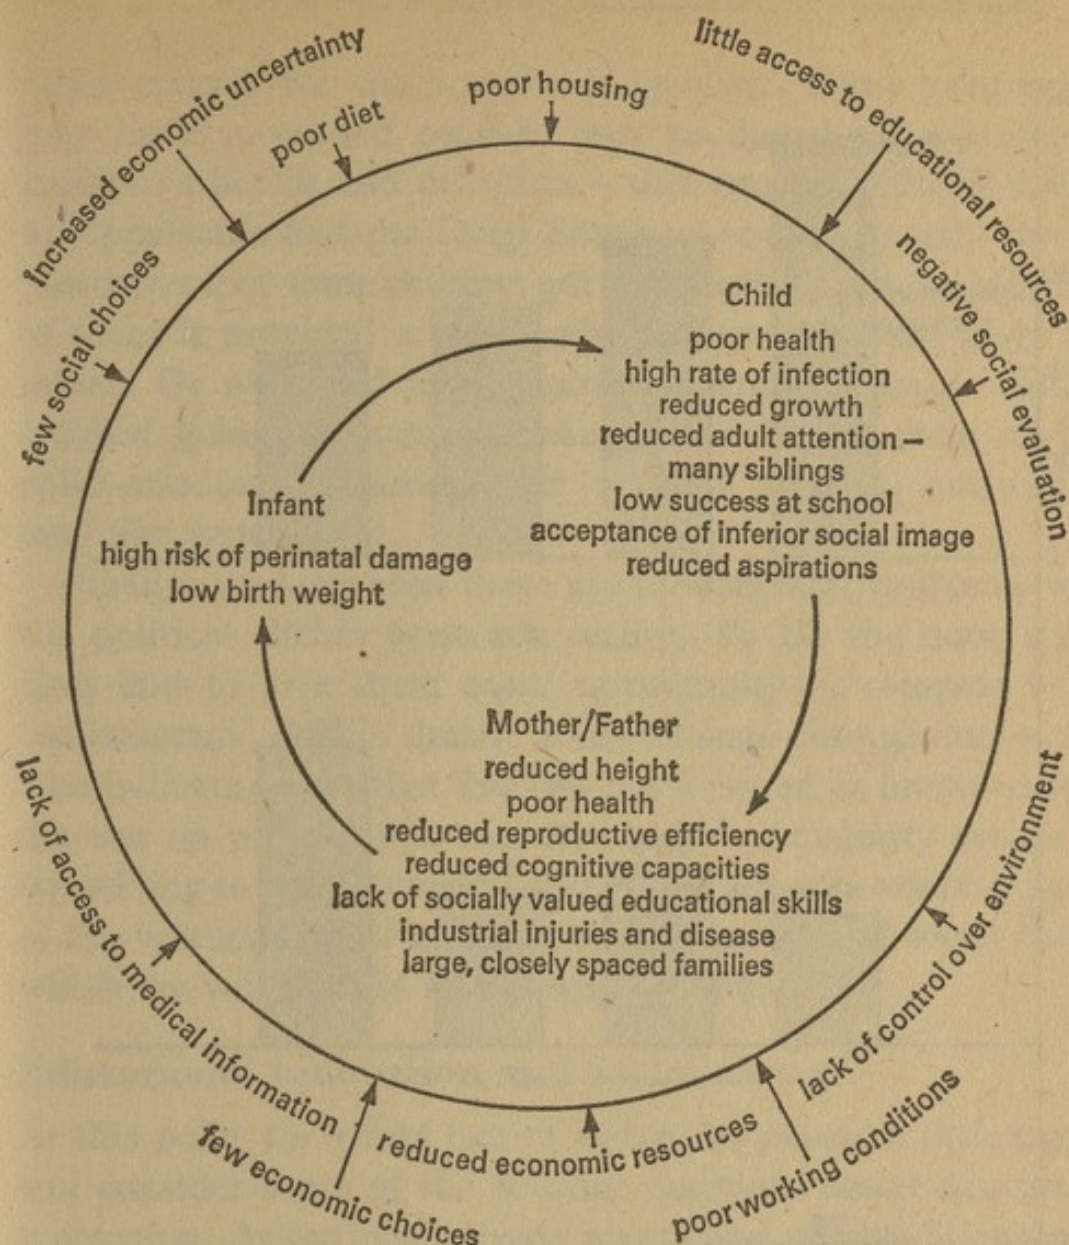 Increased economic uncertainty
poor diet
poor housing
little access to educational resources
few social choices
negative social evaluation
Child
poor health
high rate of infection
reduced growth
reduced adult attention –
many siblings
low success at school
acceptance of inferior social image
reduced aspirations
Infant
high risk of perinatal damage
low birth weight
Mother/Father
reduced height
poor health
reduced reproductive efficiency
reduced cognitive capacities
lack of socially valued educational skills
industrial injuries and disease
large, closely spaced families
lack of access to medical information
few economic choices
reduced economic resources
poor working conditions
lack of control over environment